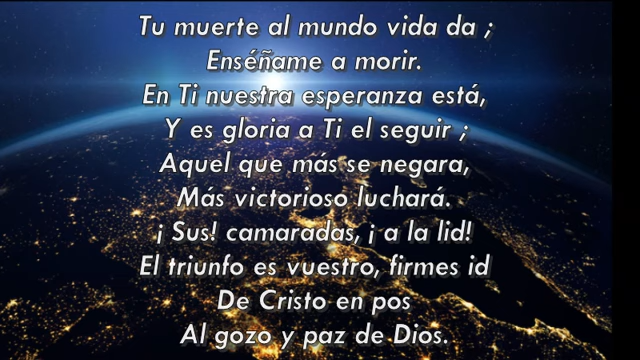 Tu muerte al mundo vida da ;
Enséñame a morir.
En Ti nuestra esperanza está,
Y es gloria a Ti el seguir ;
Aquel que más se negara,
Más victorioso luchará.
¡ Sus! camaradas, ¡ a la lid!
El triunfo es vuestro, firmes id
De Cristo en pos
Al gozo y paz de Dios.